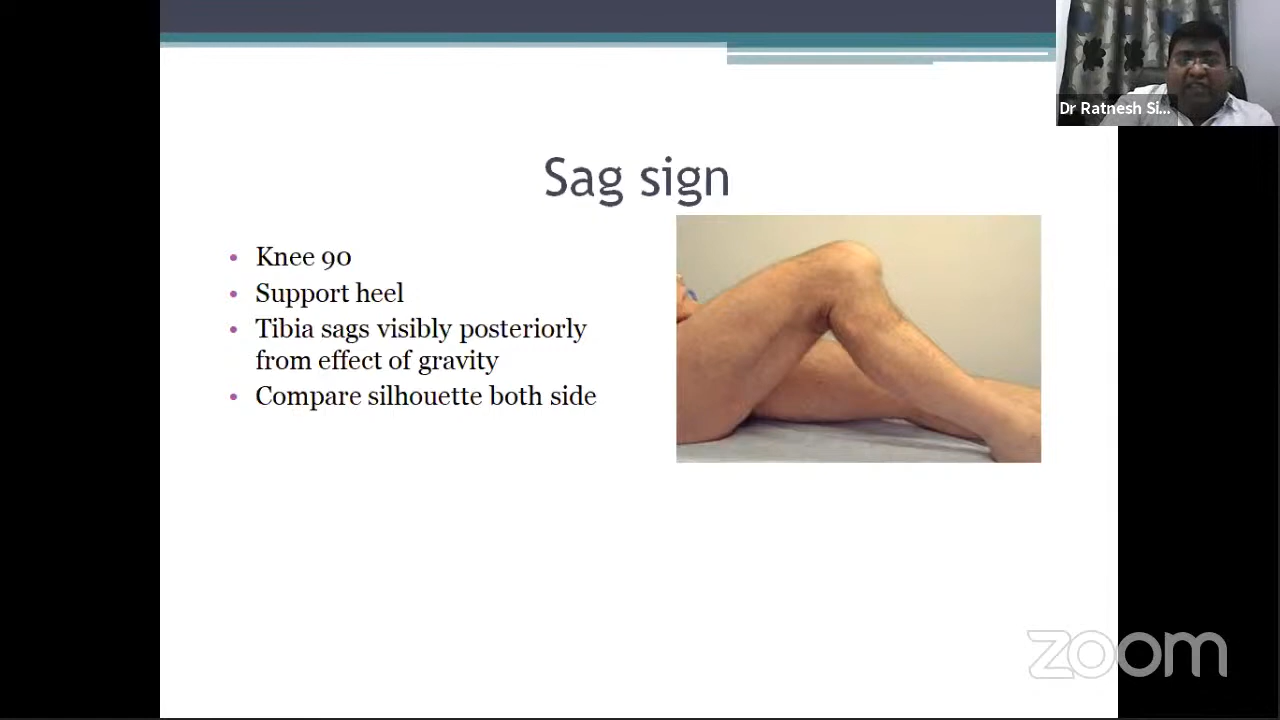 Dr Ratnesh Si...
Sag sign
• Knee 90
• Support heel
• Tibia sags visibly posteriorly
from effect of gravity
• Compare silhouette both side
zoom